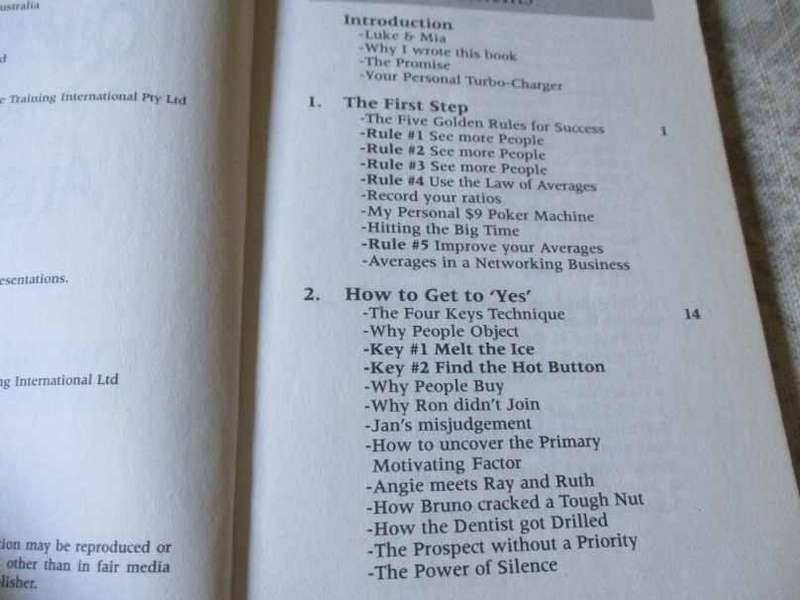 ustralia
d
e Training International Pty Ltd
esentations.
ng International Ltd
tion may be reproduced or
other than in fair media
lisher.
Introduction
-Luke & Mia
-Why I wrote this book
-The Promise
-Your Personal Turbo-Charger
1. The First Step
-The Five Golden Rules for Success 1
-Rule #1 See more People
-Rule #2 See more People
-Rule #3 See more People
-Rule #4 Use the Law of Averages
-Record your ratios
-My Personal $9 Poker Machine
-Hitting the Big Time
-Rule #5 Improve your Averages
-Averages in a Networking Business
2. How to Get to 'Yes'
-The Four Keys Technique 14
-Why People Object
-Key #1 Melt the Ice
-Key #2 Find the Hot Button
-Why People Buy
-Why Ron didn't Join
-Jan's misjudgement
-How to uncover the Primary
Motivating Factor
-Angie meets Ray and Ruth
-How Bruno cracked a Tough Nut
-How the Dentist got Drilled
-The Prospect without a Priority
-The Power of Silence